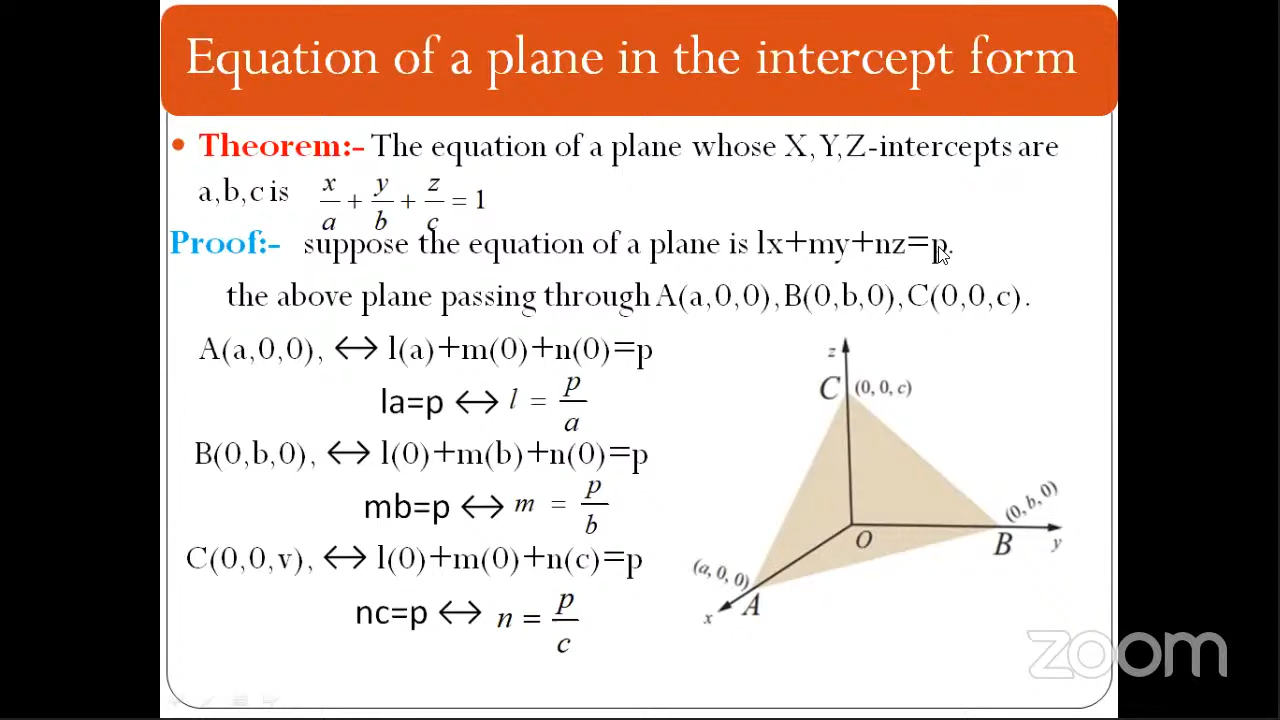 Equation of a plane in the intercept form
• Theorem:- The equation of a plane whose X,Y,Z-intercepts are
a,b,c is x/a + y/b + z/c = 1
Proof:- suppose the equation of a plane is lx+my+nz=p.
the above plane passing through A(a,0,0),B(0,b,0),C(0,0,c).
A(a,0,0), ↔ l(a)+m(0)+n(0)=p
la=p ↔ l = p/a
B(0,b,0), ↔ l(0)+m(b)+n(0)=p
mb=p ↔ m = p/b
C(0,0,v), ↔ l(0)+m(0)+n(c)=p
nc=p ↔ n = p/c
z
C (0, 0, c)
(0, b, 0)
O B y
(a, 0, 0)
x A
zoom